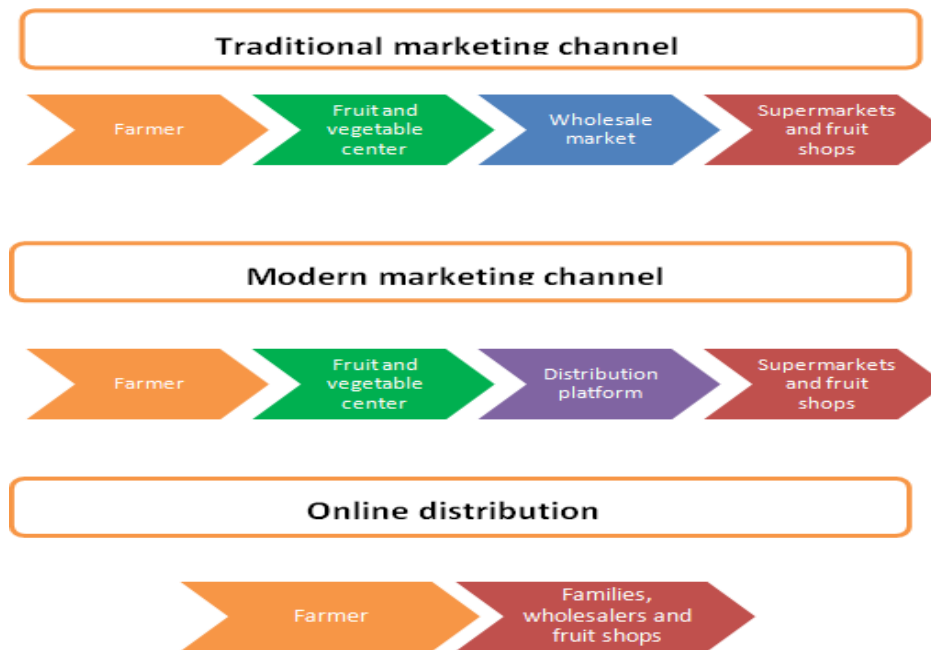 Traditional marketing channel
Farmer
Fruit and
vegetable
center
Wholesale
market
Supermarkets
and fruit
shops
Modern marketing channel
Farmer
Fruit and
vegetable
center
Distribution
platform
Supermarkets
and fruit
shops
Online distribution
Farmer
Families,
wholesalers and
fruit shops